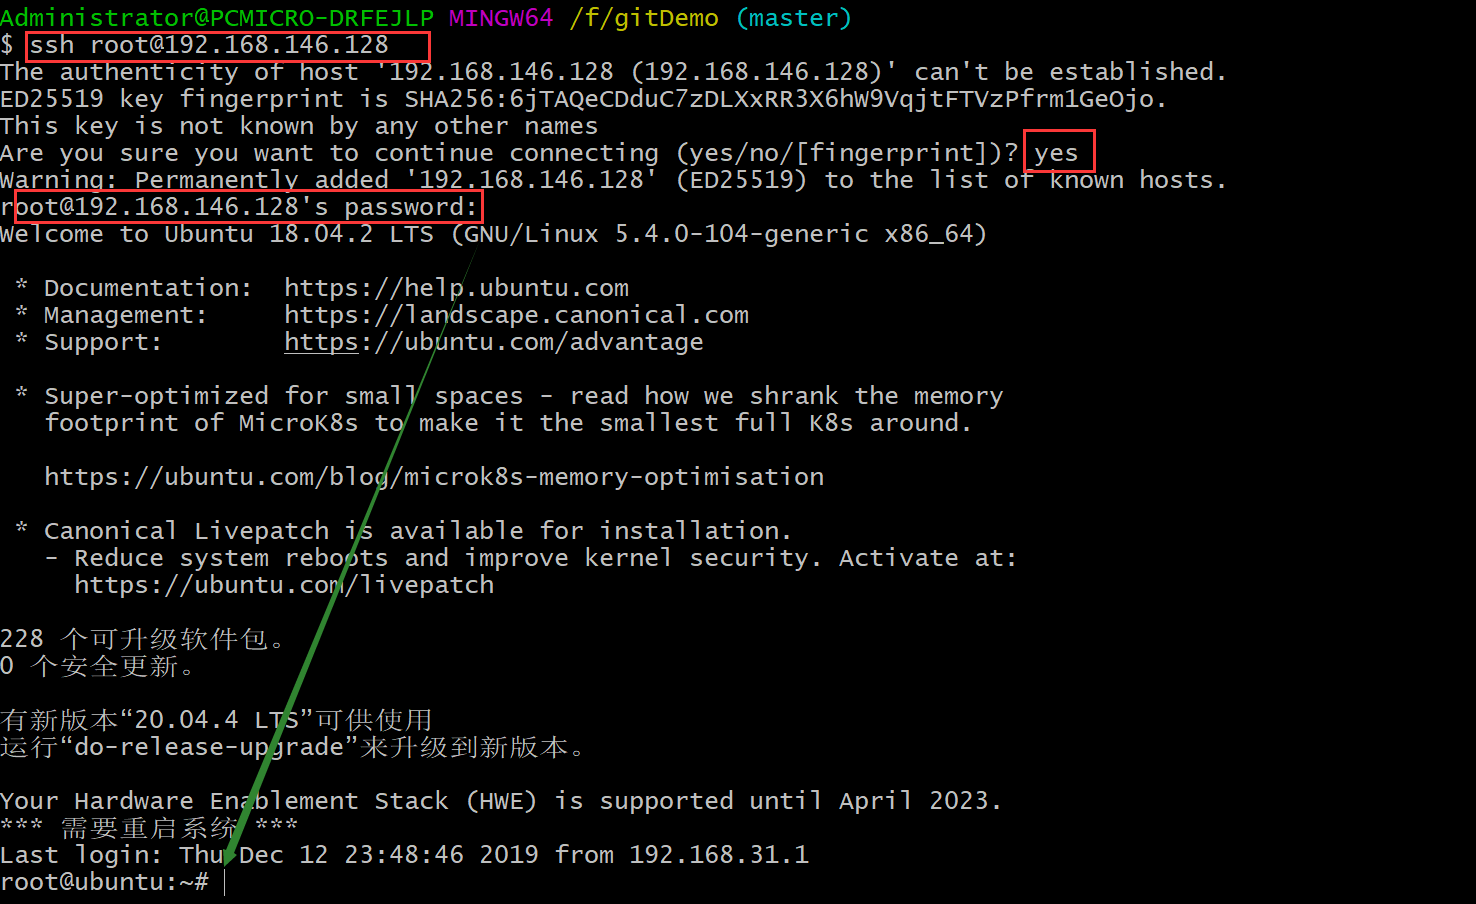 Administrator@PCMICRO-DRFEJLP MINGW64 /f/gitDemo (master)
$ ssh root@192.168.146.128
The authenticity of host '192.168.146.128 (192.168.146.128)' can't be established.
ED25519 key fingerprint is SHA256:6jTAQeCDduC7zDLXxRR3X6hW9VqjtFTVzPfrm1GeOjo.
This key is not known by any other names
Are you sure you want to continue connecting (yes/no/[fingerprint])? yes
Warning: Permanently added '192.168.146.128' (ED25519) to the list of known hosts.
root@192.168.146.128's password:
Welcome to Ubuntu 18.04.2 LTS (GNU/Linux 5.4.0-104-generic x86_64)
* Documentation:  https://help.ubuntu.com
* Management:     https://landscape.canonical.com
* Support:        https://ubuntu.com/advantage
* Super-optimized for small spaces - read how we shrank the memory
footprint of MicroK8s to make it the smallest full K8s around.
https://ubuntu.com/blog/microk8s-memory-optimisation
* Canonical Livepatch is available for installation.
- Reduce system reboots and improve kernel security. Activate at:
https://ubuntu.com/livepatch
228 个可升级软件包。
0 个安全更新。
有新版本“20.04.4 LTS”可供使用
运行“do-release-upgrade”来升级到新版本。
Your Hardware Enablement Stack (HWE) is supported until April 2023.
*** 需要重启系统 ***
Last login: Thu Dec 12 23:48:46 2019 from 192.168.31.1
root@ubuntu:~#